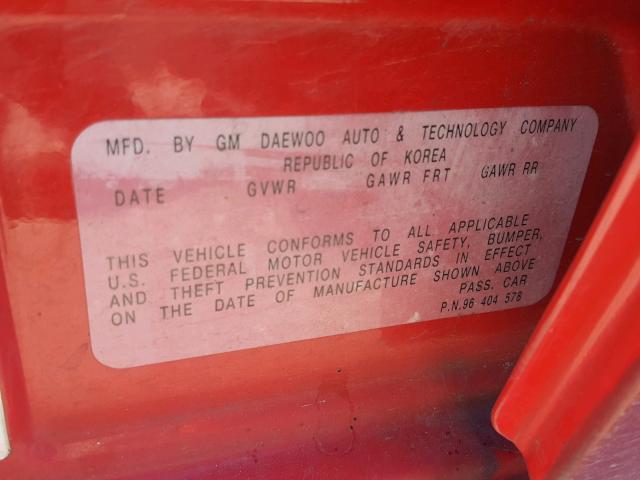 MFD. BY GM DAEWOO AUTO & TECHNOLOGY COMPANY
REPUBLIC OF KOREA
DATE GVWR GAWR FRT GAWR RR
THIS VEHICLE CONFORMS TO ALL APPLICABLE
U.S. FEDERAL MOTOR VEHICLE SAFETY, BUMPER,
AND THEFT PREVENTION STANDARDS IN EFFECT
ON THE DATE OF MANUFACTURE SHOWN ABOVE
PASS. CAR
P.N.96 404 578